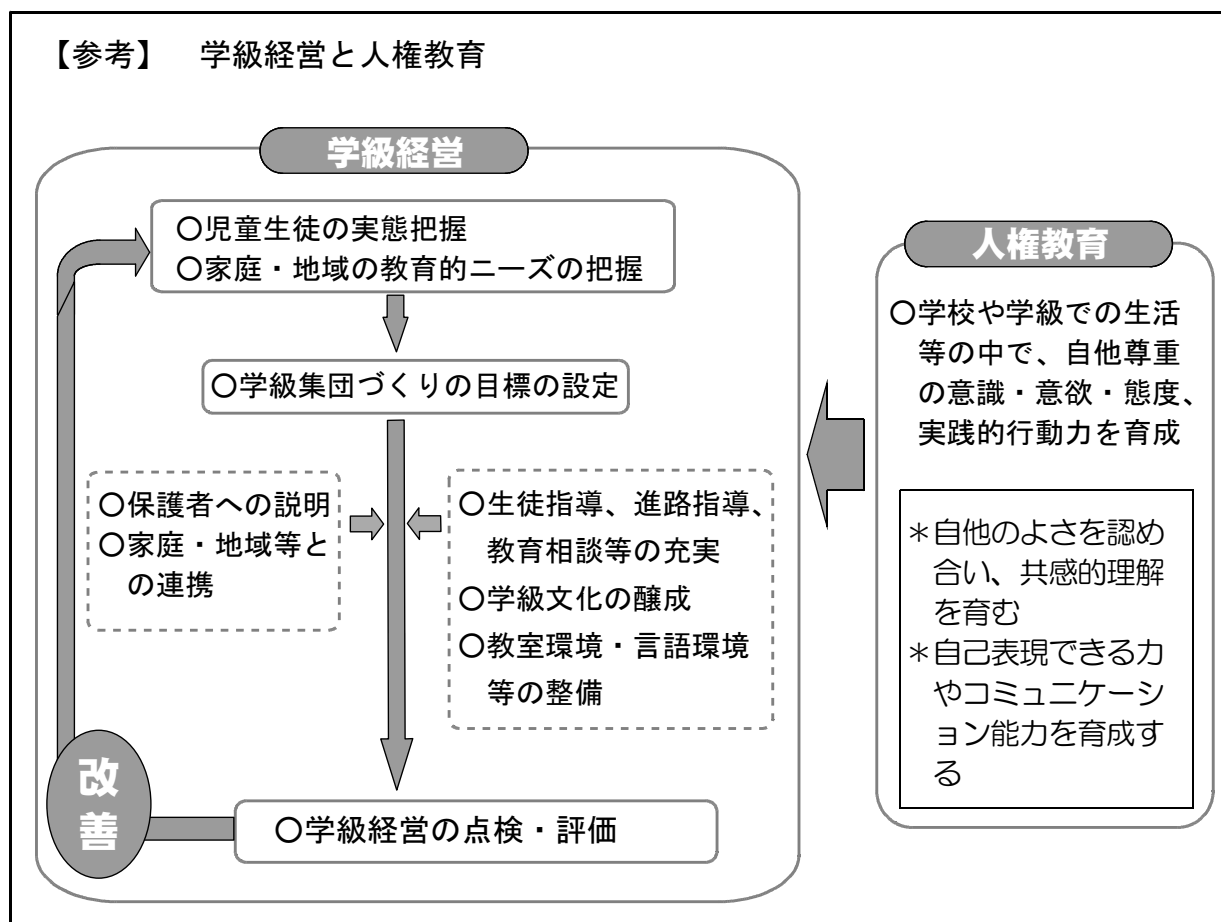 【参考】　学級経営と人権教育
学級経営
〇児童生徒の実態把握
〇家庭・地域の教育的ニーズの把握
〇学級集団づくりの目標の設定
〇保護者への説明
〇家庭・地域等と
の連携
〇生徒指導、進路指導、
教育相談等の充実
〇学級文化の醸成
〇教室環境・言語環境
等の整備
〇学級経営の点検・評価
改
善
人権教育
〇学校や学級での生活
等の中で、自他尊重
の意識・意欲・態度、
実践的行動力を育成
＊自他のよさを認め
合い、共感的理解
を育む
＊自己表現できる力
やコミュニケーシ
ョン能力を育成す
る